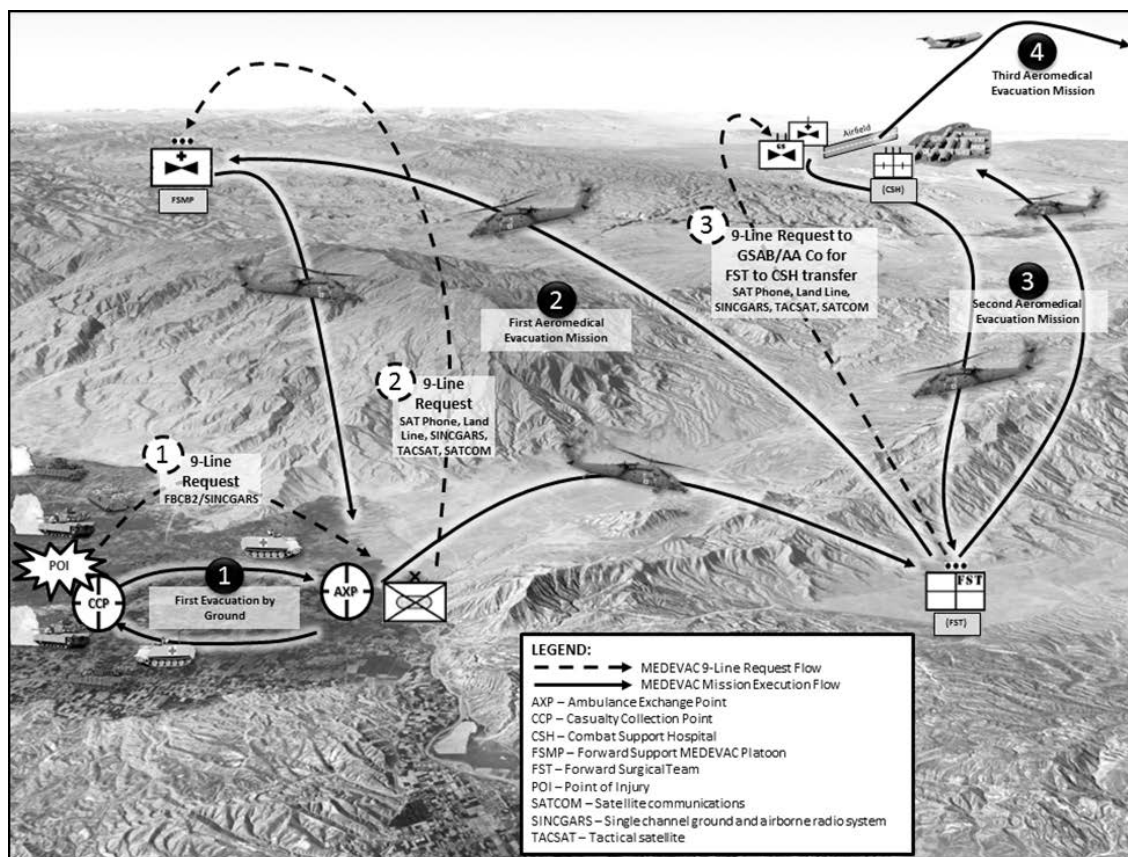 4
Third Aeromedical
Evacuation Mission
Airfield
GS
(CSH)
FSMP
3
9-Line Request to
GSAB/AA Co for
FST to CSH transfer
SAT Phone, Land Line,
SINCGARS, TACSAT, SATCOM
3
Second Aeromedical
Evacuation Mission
2
First Aeromedical
Evacuation Mission
2
9-Line
Request
SAT Phone, Land
Line, SINCGARS,
TACSAT, SATCOM
1
9-Line
Request
FBCB2/SINCGARS
POI
CCP
1
First Evacuation by
Ground
AXP
FST
(FST)
LEGEND:
MEDEVAC 9-Line Request Flow
MEDEVAC Mission Execution Flow
AXP – Ambulance Exchange Point
CCP – Casualty Collection Point
CSH – Combat Support Hospital
FSMP – Forward Support MEDEVAC Platoon
FST – Forward Surgical Team
POI – Point of Injury
SATCOM – Satellite communications
SINCGARS – Single channel ground and airborne radio system
TACSAT – Tactical satellite